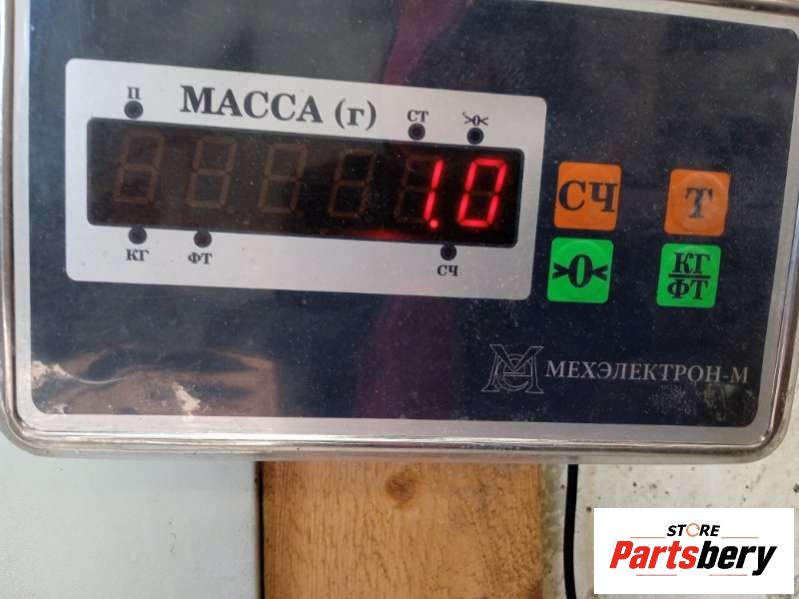 П
МАССА (г)
СТ
>0<
1.0
КГ
ФТ
СЧ
СЧ
Т
>0<
КГ
ФТ
МЕХЭЛЕКТРОН-М
STORE
Partsbery